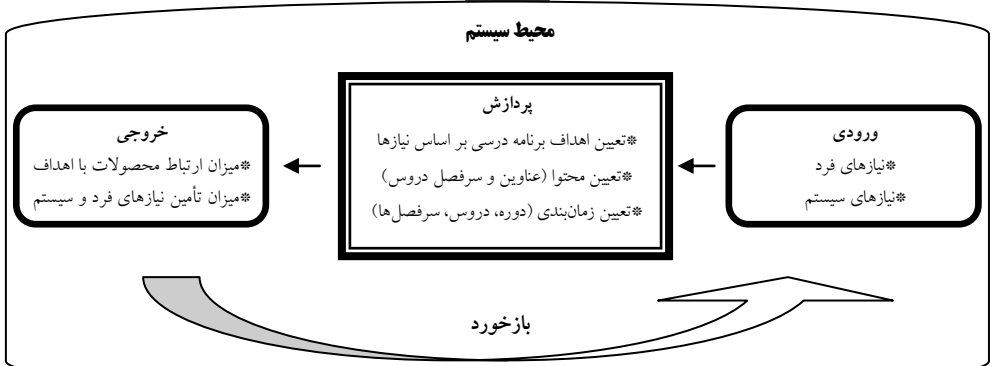 محیط سیستم
ورودی
*نیازهای فرد
*نیازهای سیستم
پردازش
*تعیین اهداف برنامه درسی بر اساس نیازها
*تعیین محتوا (عناوین و سرفصل دروس)
*تعیین زمان‌بندی (دوره، دروس، سرفصل‌ها)
خروجی
*میزان ارتباط محصولات با اهداف
*میزان تأمین نیازهای فرد و سیستم
بازخورد